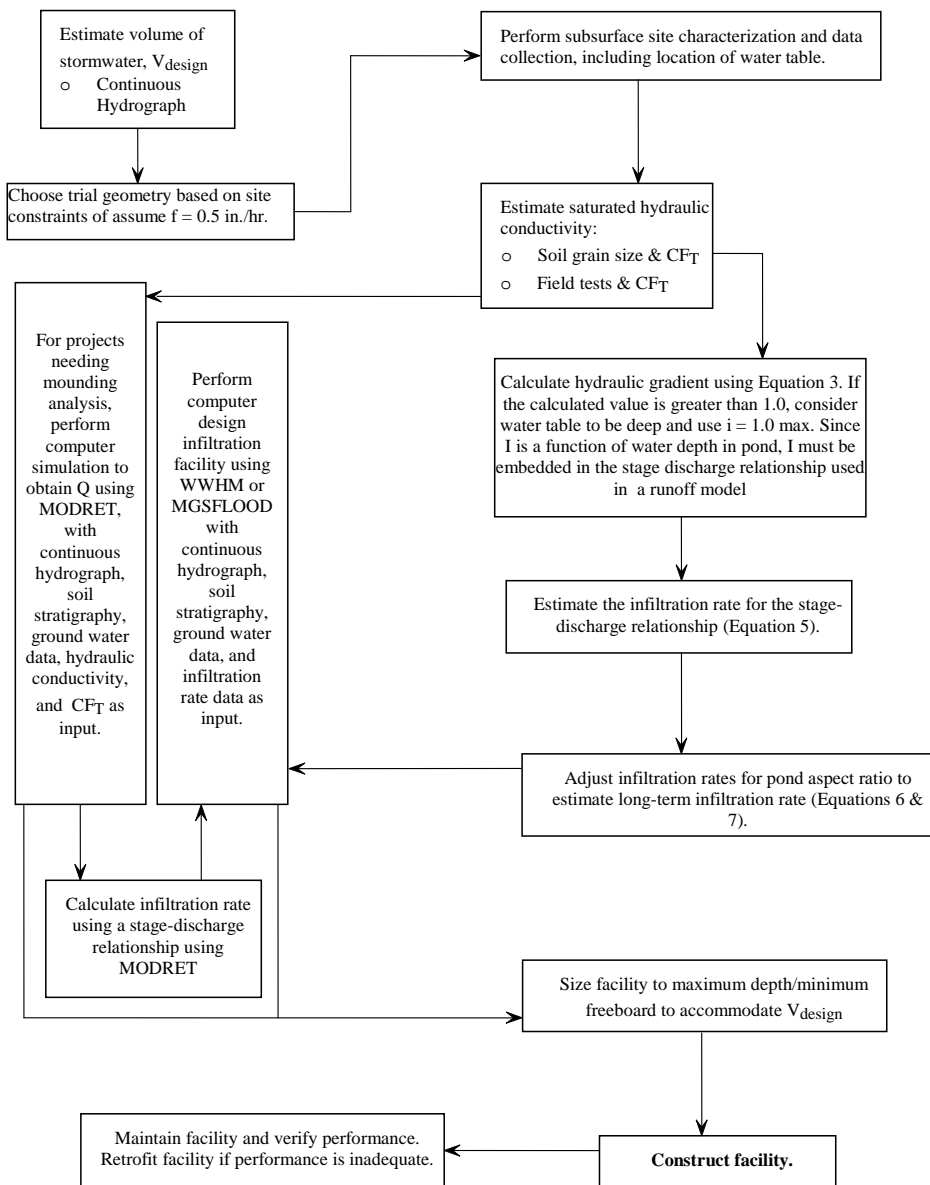 Estimate volume of
stormwater, Vdesign
o Continuous
Hydrograph
Perform subsurface site characterization and data
collection, including location of water table.
Choose trial geometry based on site
constraints of assume f = 0.5 in./hr.
Estimate saturated hydraulic
conductivity:
o Soil grain size & CFT
o Field tests & CFT
For projects
needing
mounding
analysis,
perform
computer
simulation to
obtain Q using
MODRET,
with
continuous
hydrograph,
soil
stratigraphy,
ground water
data, hydraulic
conductivity,
and CFT as
input.
Perform
computer
design
infiltration
facility using
WWHM or
MGSFLOOD
with
continuous
hydrograph,
soil
stratigraphy,
ground water
data, and
infiltration
rate data as
input.
Calculate hydraulic gradient using Equation 3. If
the calculated value is greater than 1.0, consider
water table to be deep and use i = 1.0 max. Since
I is a function of water depth in pond, I must be
embedded in the stage discharge relationship used
in a runoff model
Estimate the infiltration rate for the stage-
discharge relationship (Equation 5).
Adjust infiltration rates for pond aspect ratio to
estimate long-term infiltration rate (Equations 6 &
7).
Calculate infiltration rate
using a stage-discharge
relationship using
MODRET
Size facility to maximum depth/minimum
freeboard to accommodate Vdesign
Maintain facility and verify performance.
Retrofit facility if performance is inadequate.
Construct facility.